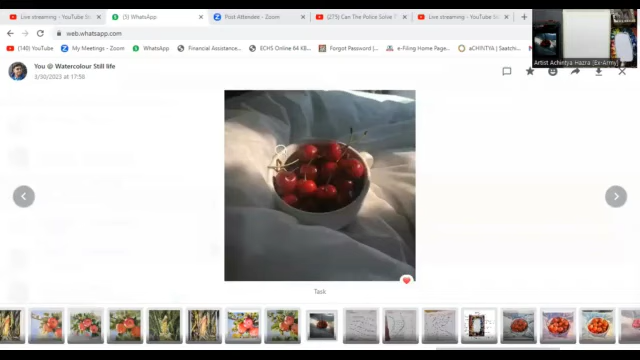 Live streaming - YouTube St
(5) WhatsApp
Post Attendee - Zoom
(275) Can The Police Solve T
Live streaming - YouTube St
web.whatsapp.com
(140) YouTube
My Meetings - Zoom
WhatsApp
Financial Assistance...
ECHS Online 64 KB...
Forgot Password (...
e-Filing Home Page...
aCHINTYA | Saatchi...
Artist Achintya Hazra (Ex-Army)
You @ Watercolour Still life
3/30/2023 at 17:58
Task